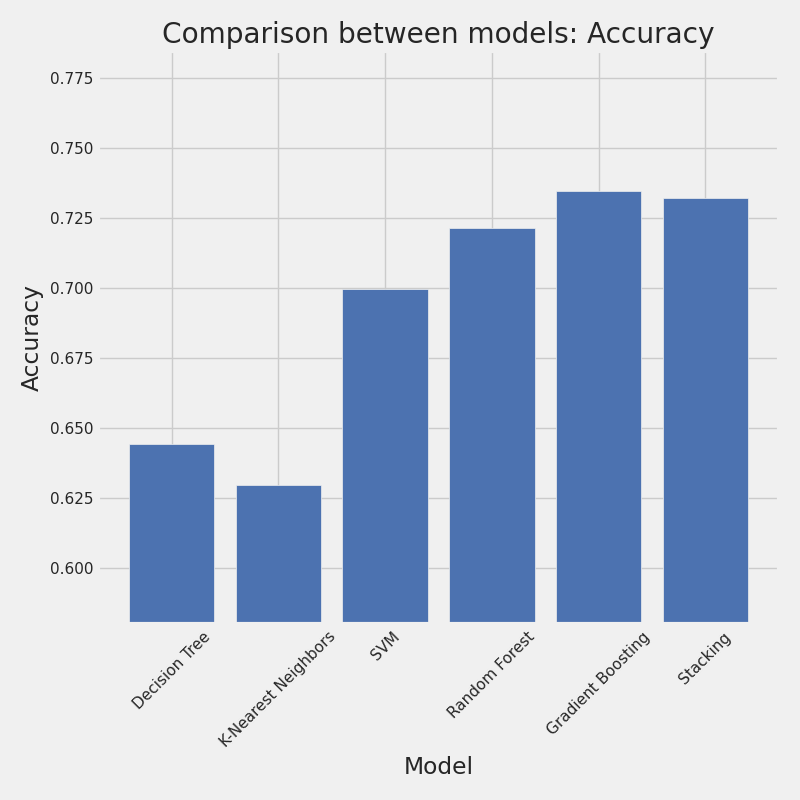 Comparison between models: Accuracy
0.775
0.750
0.725
0.700
0.675
0.650
0.625
0.600
Accuracy
Decision Tree
K-Nearest Neighbors
SVM
Random Forest
Gradient Boosting
Stacking
Model